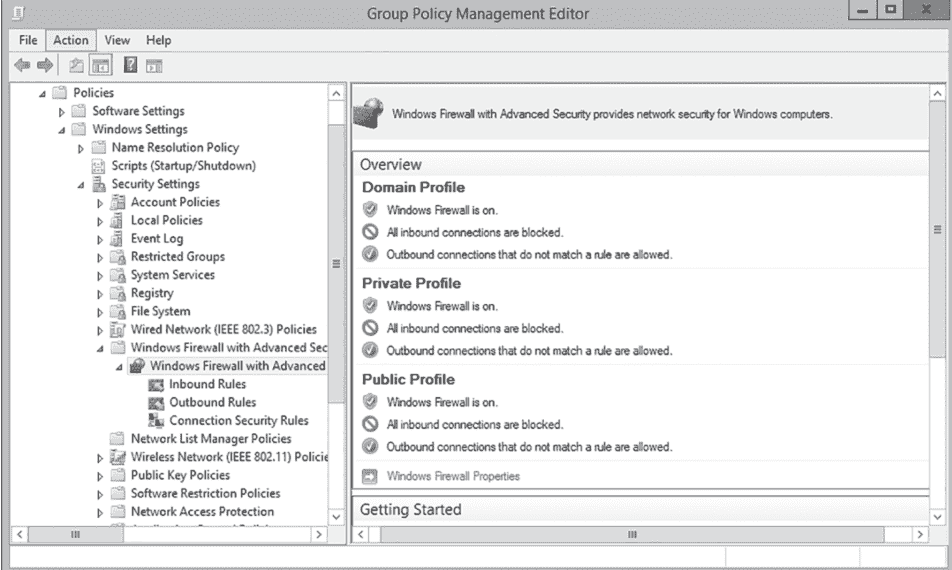 Group Policy Management Editor
File Action View Help
Policies
Software Settings
Windows Settings
Name Resolution Policy
Scripts (Startup/Shutdown)
Security Settings
Account Policies
Local Policies
Event Log
Restricted Groups
System Services
Registry
File System
Wired Network (IEEE 802.3) Policies
Windows Firewall with Advanced Sec
Windows Firewall with Advanced
Inbound Rules
Outbound Rules
Connection Security Rules
Network List Manager Policies
Wireless Network (IEEE 802.11) Policie
Public Key Policies
Software Restriction Policies
Network Access Protection
Windows Firewall with Advanced Security provides network security for Windows computers.
Overview
Domain Profile
Windows Firewall is on.
All inbound connections are blocked.
Outbound connections that do not match a rule are allowed.
Private Profile
Windows Firewall is on.
All inbound connections are blocked.
Outbound connections that do not match a rule are allowed.
Public Profile
Windows Firewall is on.
All inbound connections are blocked.
Outbound connections that do not match a rule are allowed.
Windows Firewall Properties
Getting Started